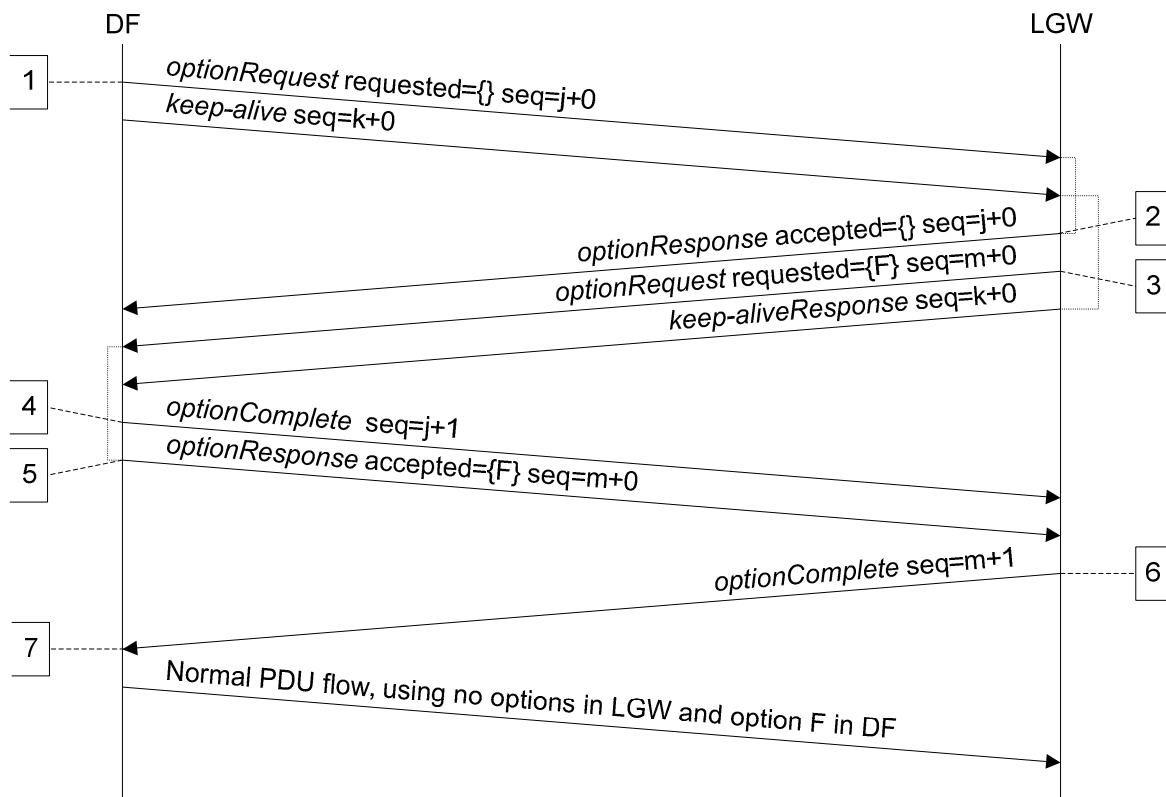 DF
LGW
1
optionRequest requested={} seq=j+0
keep-alive seq=k+0
optionResponse accepted={} seq=j+0
2
optionRequest requested={F} seq=m+0
3
keep-aliveResponse seq=k+0
4
optionComplete seq=j+1
5
optionResponse accepted={F} seq=m+0
optionComplete seq=m+1
6
7
Normal PDU flow, using no options in LGW and option F in DF